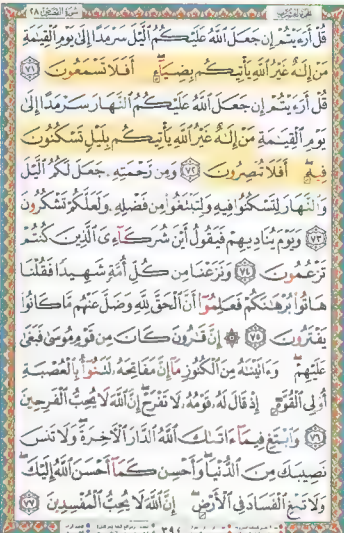 سورة القصص ٢٨
قُلْ أَرَءَيْتُمْ إِن جَعَلَ ٱللَّهُ عَلَيْكُمُ ٱلَّيْلَ سَرْمَدًا إِلَىٰ يَوْمِ ٱلْقِيَٰمَةِ
مَنْ إِلَٰهٌ غَيْرُ ٱللَّهِ يَأْتِيكُم بِضِيَآءٍ أَفَلَا تَسْمَعُونَ ٧١
قُلْ أَرَءَيْتُمْ إِن جَعَلَ ٱللَّهُ عَلَيْكُمُ ٱلنَّهَارَ سَرْمَدًا إِلَىٰ
يَوْمِ ٱلْقِيَٰمَةِ مَنْ إِلَٰهٌ غَيْرُ ٱللَّهِ يَأْتِيكُم بِلَيْلٍ تَسْكُنُونَ
فِيهِ أَفَلَا تُبْصِرُونَ ٧٢ وَمِن رَّحْمَتِهِۦ جَعَلَ لَكُمُ ٱلَّيْلَ
وَٱلنَّهَارَ لِتَسْكُنُوا۟ فِيهِ وَلِتَبْتَغُوا۟ مِن فَضْلِهِۦ وَلَعَلَّكُمْ تَشْكُرُونَ
٧٣ وَيَوْمَ يُنَادِيهِمْ فَيَقُولُ أَيْنَ شُرَكَآءِىَ ٱلَّذِينَ كُنتُمْ
تَزْعُمُونَ ٧٤ وَنَزَعْنَا مِن كُلِّ أُمَّةٍ شَهِيدًا فَقُلْنَا
هَاتُوا۟ بُرْهَٰنَكُمْ فَعَلِمُوٓا۟ أَنَّ ٱلْحَقَّ لِلَّهِ وَضَلَّ عَنْهُم مَّا كَانُوا۟
يَفْتَرُونَ ٧٥ ۞ إِنَّ قَٰرُونَ كَانَ مِن قَوْمِ مُوسَىٰ فَبَغَىٰ
عَلَيْهِمْ وَءَاتَيْنَٰهُ مِنَ ٱلْكُنُوزِ مَآ إِنَّ مَفَاتِحَهُۥ لَتَنُوٓأُ بِٱلْعُصْبَةِ
أُو۟لِى ٱلْقُوَّةِ إِذْ قَالَ لَهُۥ قَوْمُهُۥ لَا تَفْرَحْ إِنَّ ٱللَّهَ لَا يُحِبُّ ٱلْفَرِحِينَ
٧٦ وَٱبْتَغِ فِيمَآ ءَاتَىٰكَ ٱللَّهُ ٱلدَّارَ ٱلْءَاخِرَةَ وَلَا تَنسَ
نَصِيبَكَ مِنَ ٱلدُّنْيَا وَأَحْسِن كَمَآ أَحْسَنَ ٱللَّهُ إِلَيْكَ
وَلَا تَبْغِ ٱلْفَسَادَ فِى ٱلْأَرْضِ إِنَّ ٱللَّهَ لَا يُحِبُّ ٱلْمُفْسِدِينَ ٧٧
٣٩٤